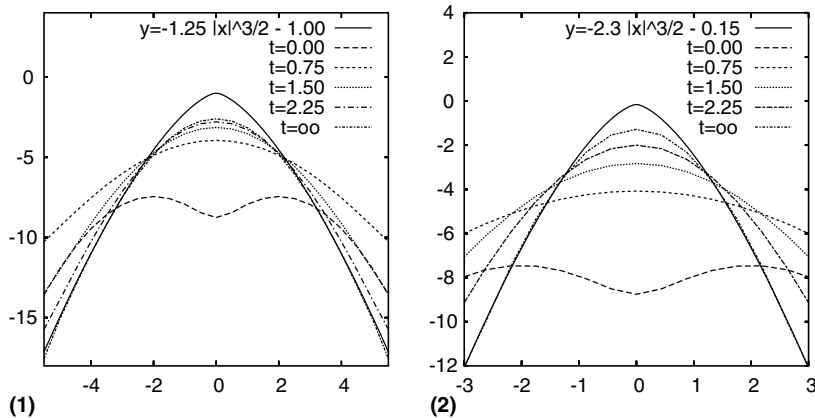 y=-1.25 |x|^3/2 - 1.00
t=0.00
t=0.75
t=1.50
t=2.25
t=oo
0
-5
-10
-15
-4
-2
0
2
4
(1)
y=-2.3 |x|^3/2 - 0.15
t=0.00
t=0.75
t=1.50
t=2.25
t=oo
4
2
0
-2
-4
-6
-8
-10
-12
-3
-2
-1
0
1
2
3
(2)